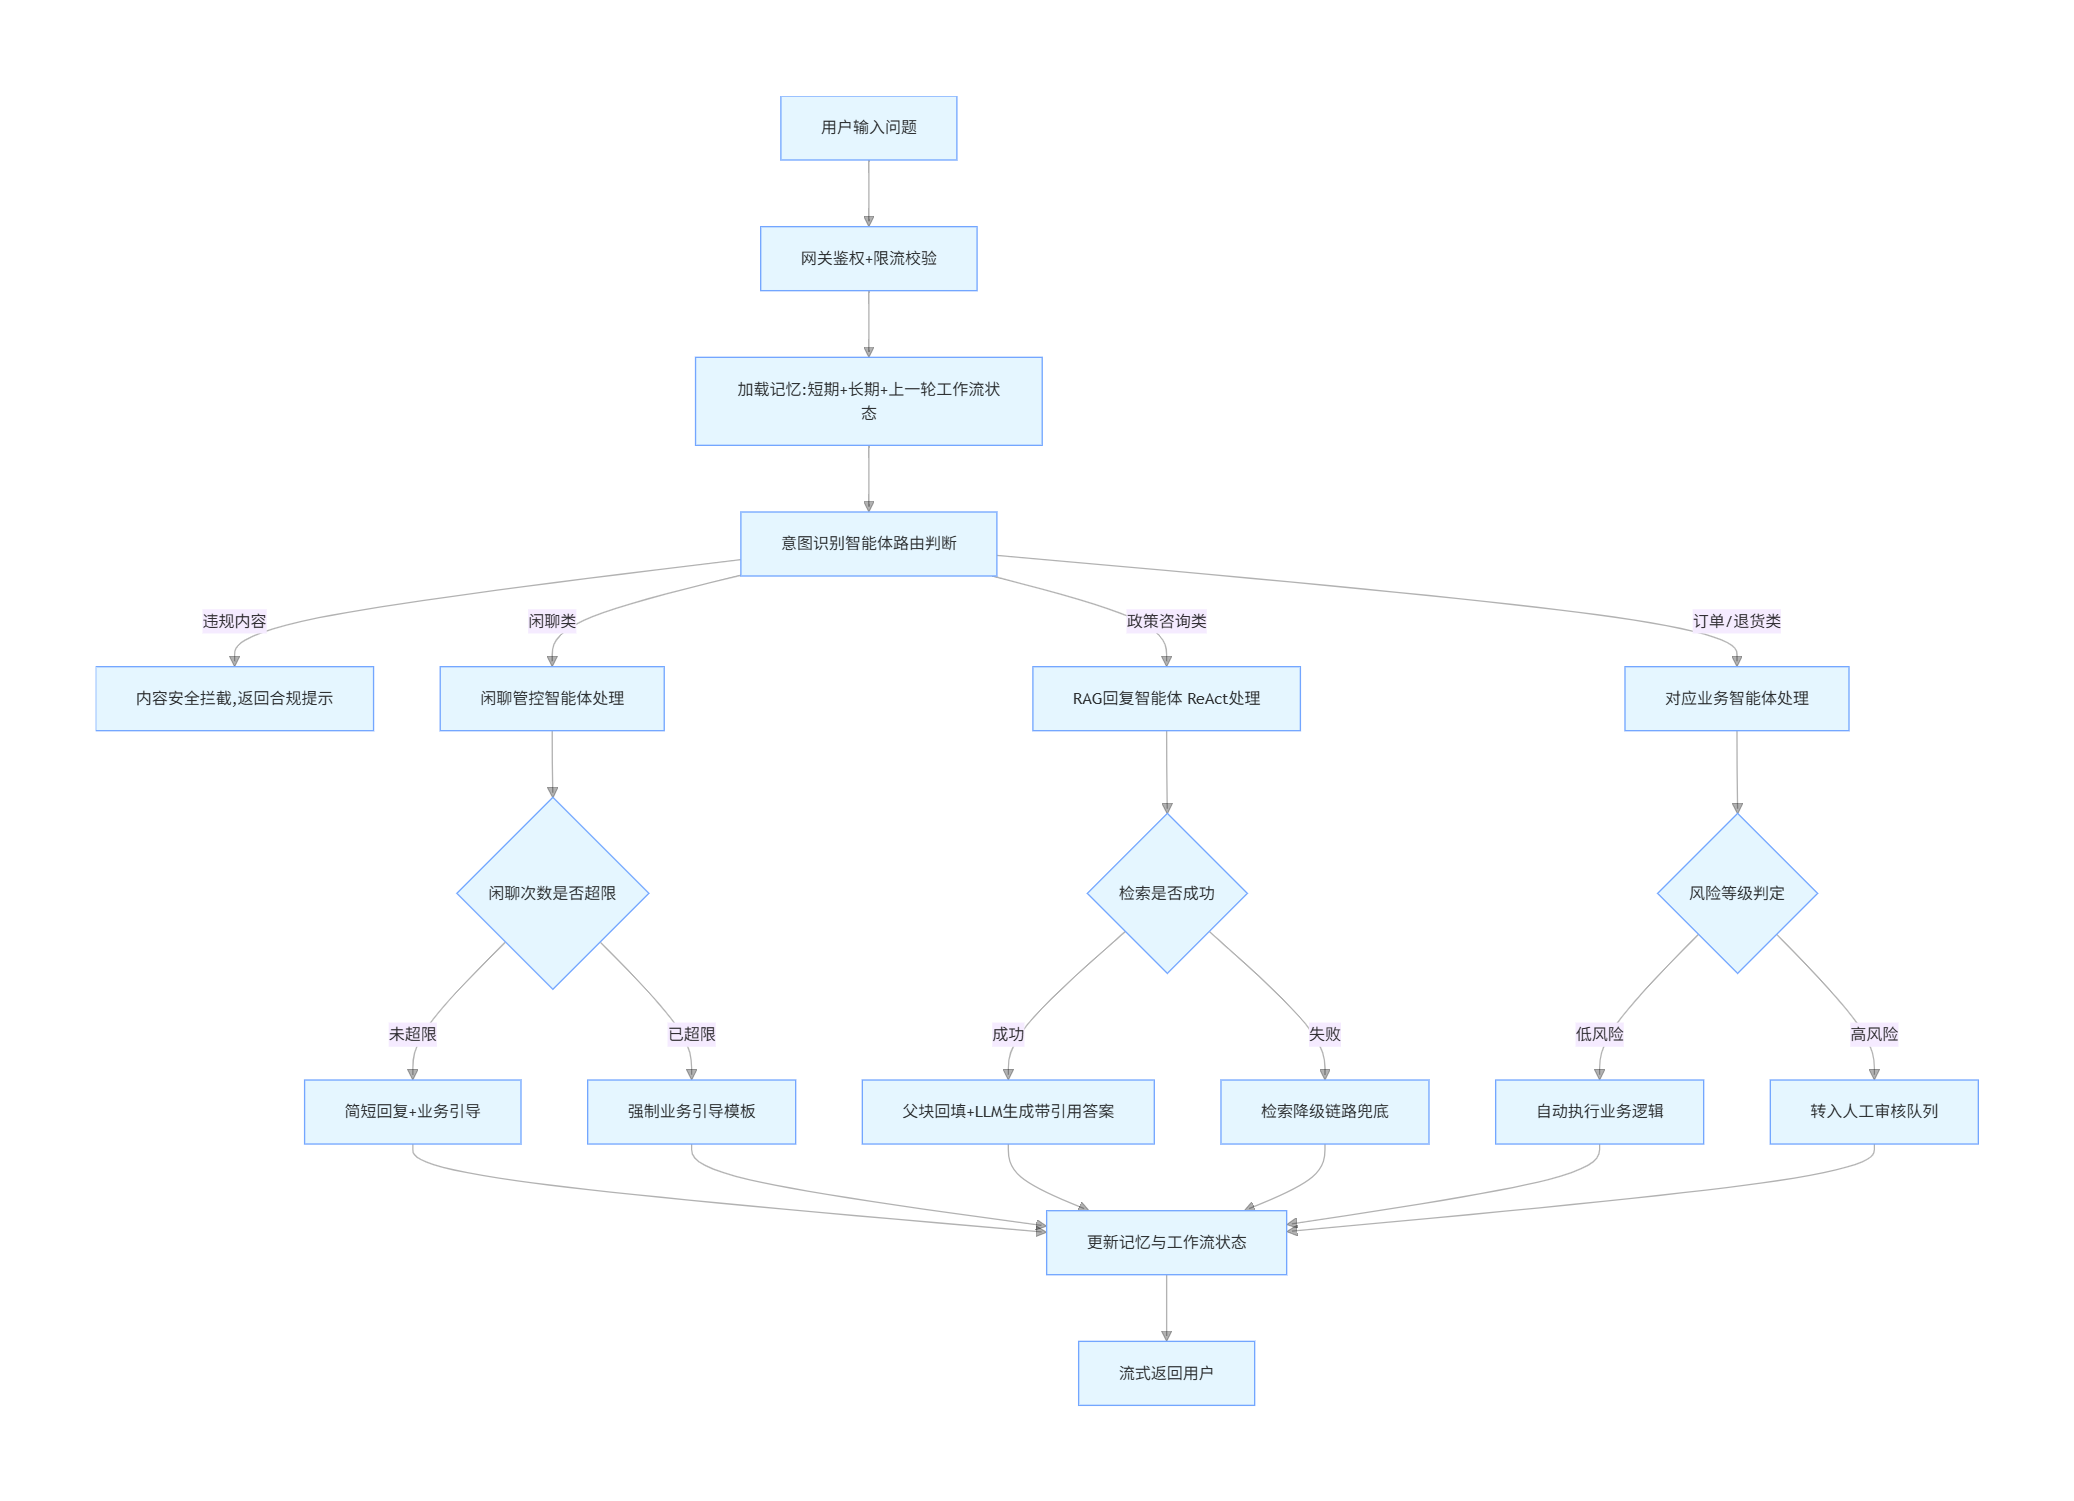 用户输入问题
网关鉴权+限流校验
加载记忆:短期+长期+上一轮工作流状
态
意图识别智能体路由判断
违规内容
闲聊类
政策咨询类
订单/退货类
内容安全拦截,返回合规提示
闲聊管控智能体处理
RAG回复智能体 ReAct处理
对应业务智能体处理
闲聊次数是否超限
检索是否成功
风险等级判定
未超限
已超限
成功
失败
低风险
高风险
简短回复+业务引导
强制业务引导模板
父块回填+LLM生成带引用答案
检索降级链路兜底
自动执行业务逻辑
转入人工审核队列
更新记忆与工作流状态
流式返回用户